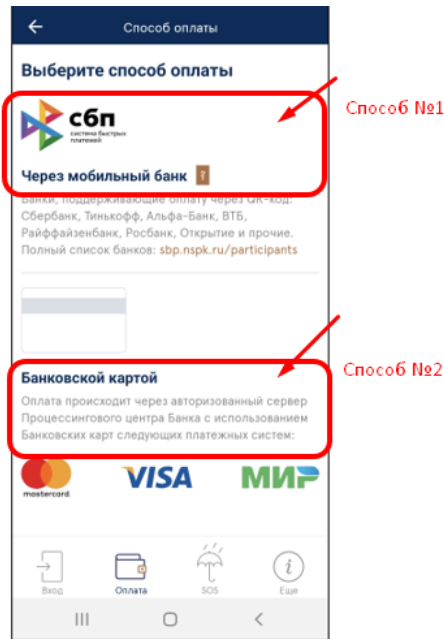 Способ оплаты
Выберите способ оплаты
Способ №1
сбп
система быстрых
платежей
Через мобильный банк ?
Банки, поддерживающие оплату через QR-код:
Сбербанк, Тинькофф, Альфа-Банк, ВТБ,
Райффайзенбанк, Росбанк, Открытие и прочие.
Полный список банков: sbp.nspk.ru/participants
Способ №2
Банковской картой
Оплата происходит через авторизованный сервер
Процессингового центра Банка с использованием
Банковских карт следующих платежных систем:
mastercard. VISA МИР
Вход Оплата SOS Еще